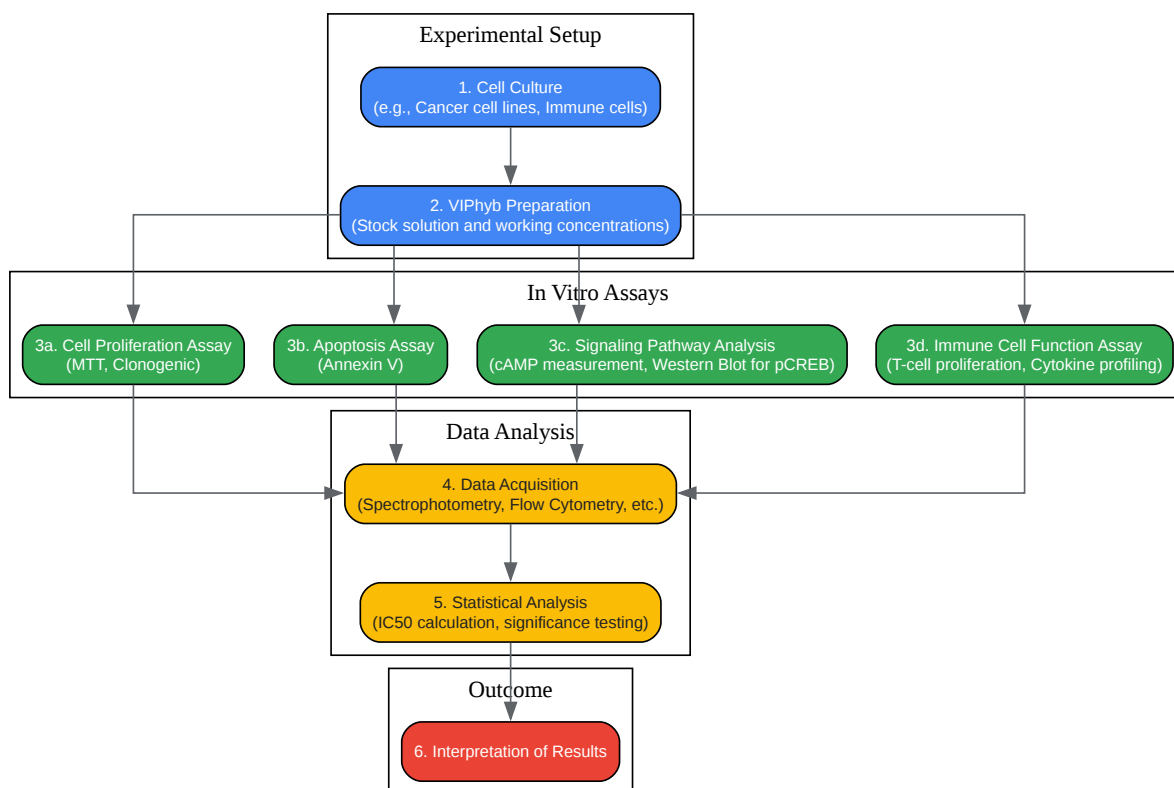 Experimental Setup
1. Cell Culture
(e.g., Cancer cell lines, Immune cells)
2. VIPhyb Preparation
(Stock solution and working concentrations)
In Vitro Assays
3a. Cell Proliferation Assay
(MTT, Clonogenic)
3b. Apoptosis Assay
(Annexin V)
3c. Signaling Pathway Analysis
(cAMP measurement, Western Blot for pCREB)
3d. Immune Cell Function Assay
(T-cell proliferation, Cytokine profiling)
Data Analysis
4. Data Acquisition
(Spectrophotometry, Flow Cytometry, etc.)
5. Statistical Analysis
(IC50 calculation, significance testing)
Outcome
6. Interpretation of Results